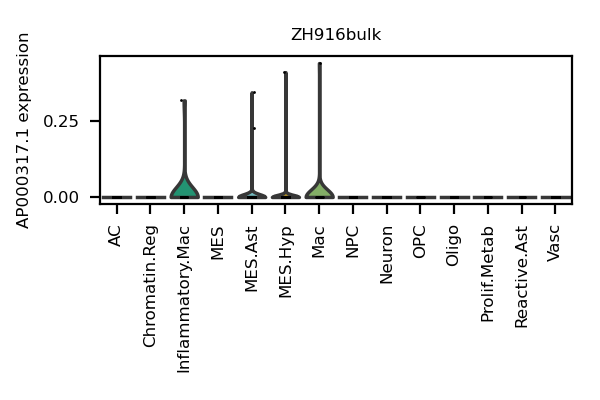 ZH916bulk
AP000317.1 expression
0.25
0.00
AC
Chromatin.Reg
Inflammatory.Mac
MES
MES.Ast
MES.Hyp
Mac
NPC
Neuron
OPC
Oligo
Prolif.Metab
Reactive.Ast
Vasc